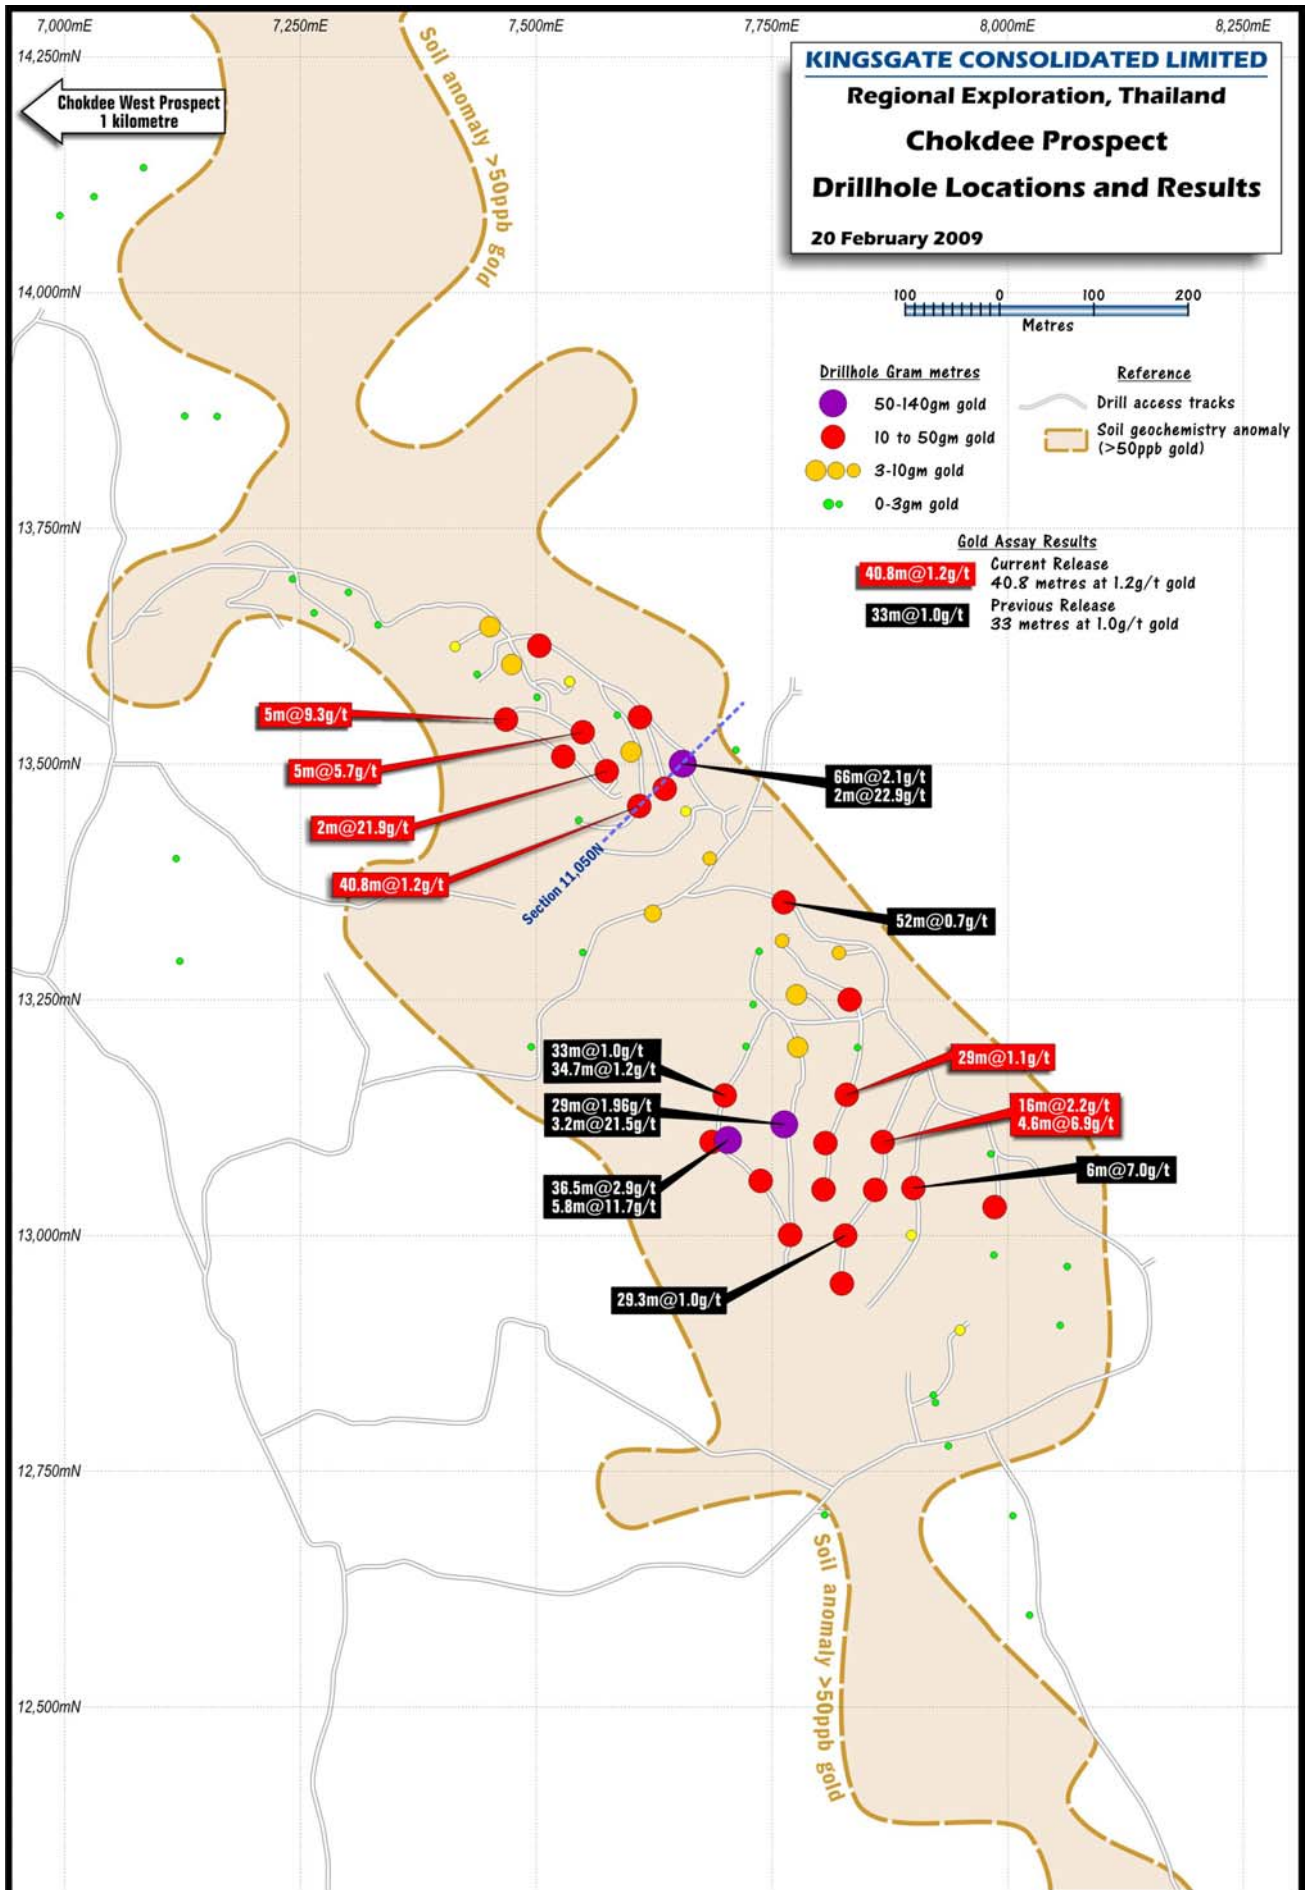 7,000mE
7,250mE
7,500mE
7,750mE
8,000mE
8,250mE
14,250mN
KINGSGATE CONSOLIDATED LIMITED
Regional Exploration, Thailand
Chokdee Prospect
Drillhole Locations and Results
20 February 2009
Chokdee West Prospect
1 kilometre
Soil anomaly >50ppb gold
14,000mN
100 0 100 200
Metres
Drillhole Gram metres
50-140gm gold
10 to 50gm gold
3-10gm gold
0-3gm gold
Reference
Drill access tracks
Soil geochemistry anomaly
(>50ppb gold)
13,750mN
Gold Assay Results
40.8m@1.2g/t
Current Release
40.8 metres at 1.2g/t gold
33m@1.0g/t
Previous Release
33 metres at 1.0g/t gold
5m@9.3g/t
5m@5.7g/t
13,500mN
66m@2.1g/t
2m@22.9g/t
2m@21.9g/t
40.8m@1.2g/t
Section 11,050N
52m@0.7g/t
13,250mN
33m@1.0g/t
34.7m@1.2g/t
29m@1.1g/t
29m@1.96g/t
3.2m@21.5g/t
16m@2.2g/t
4.6m@6.9g/t
6m@7.0g/t
36.5m@2.9g/t
5.8m@11.7g/t
13,000mN
29.3m@1.0g/t
12,750mN
Soil anomaly >50ppb gold
12,500mN